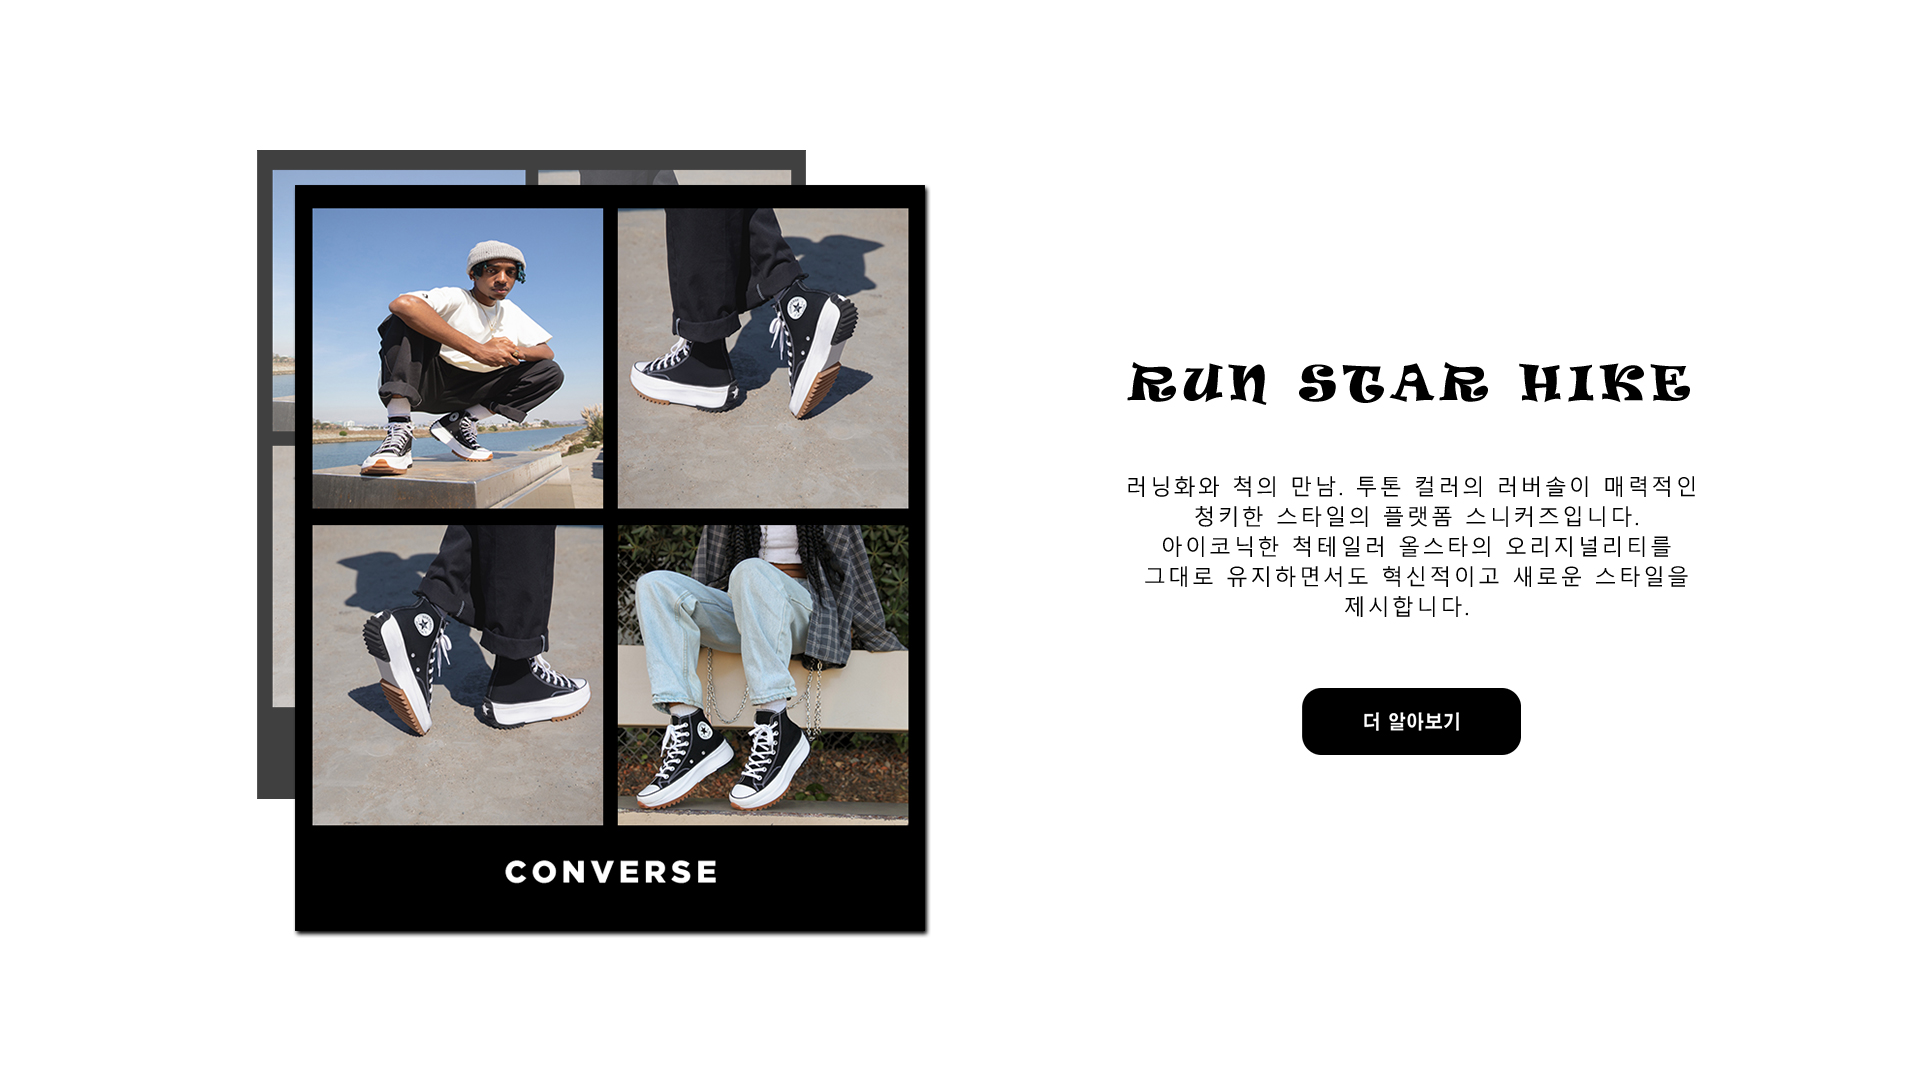 CONVERSE
RUN STAR HIKE
러닝화와 척의 만남. 투톤 컬러의 러버솔이 매력적인
청키한 스타일의 플랫폼 스니커즈입니다.
아이코닉한 척테일러 올스타의 오리지널리티를
그대로 유지하면서도 혁신적이고 새로운 스타일을
제시합니다.
더 알아보기